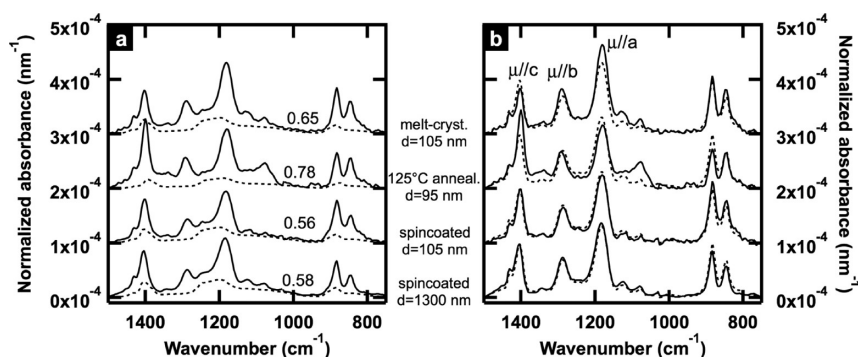 a
b
5x10⁻⁴
4x10⁻⁴
3x10⁻⁴
2x10⁻⁴
1x10⁻⁴
0x10⁻⁴
Normalized absorbance (nm⁻¹)
0.65
0.78
0.56
0.58
1400 1200 1000 800
Wavenumber (cm⁻¹)
melt-cryst.
d=105 nm
125°C anneal.
d=95 nm
spincoated
d=105 nm
spincoated
d=1300 nm
μ//c
μ//b
μ//a
1400 1200 1000 800
Wavenumber (cm⁻¹)
5x10⁻⁴
4x10⁻⁴
3x10⁻⁴
2x10⁻⁴
1x10⁻⁴
0x10⁻⁴
Normalized absorbance (nm⁻¹)